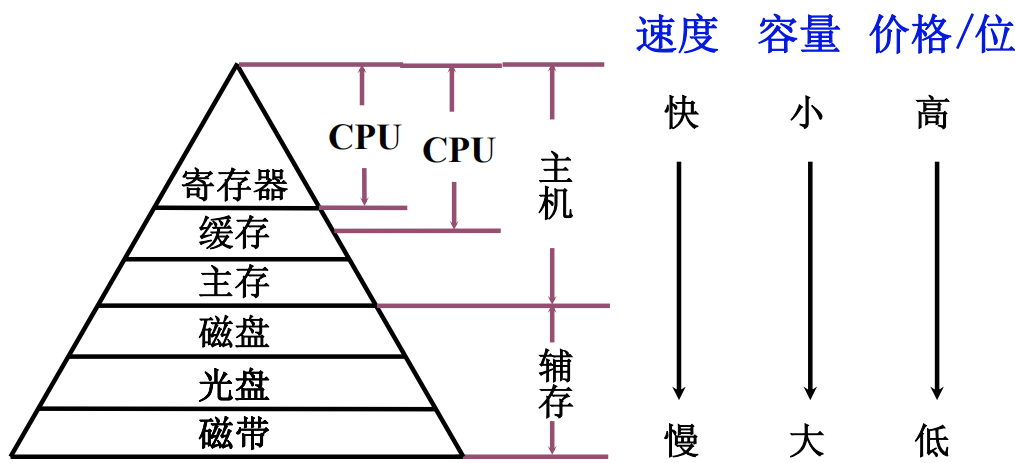 速度 容量 价格/位
快 小 高
CPU
CPU
主机
寄存器
缓存
主存
磁盘
辅存
光盘
磁带
慢 大 低